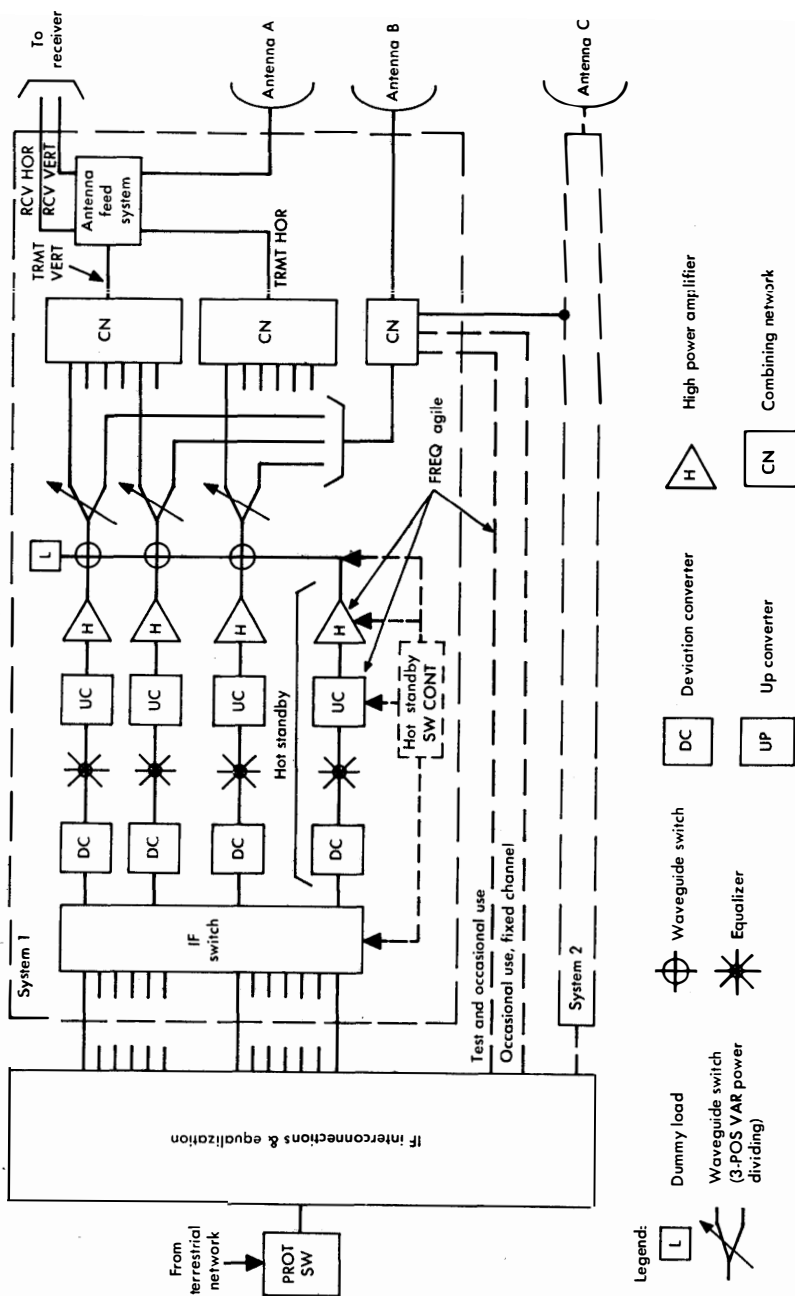 From
terrestrial
network
PROT
SW
IF interconnections & equalization
System 1
IF
switch
DC
DC
DC
DC
UC
UC
UC
UC
H
H
H
H
L
Hot standby
Hot standby
SW CONT
FREQ agile
CN
CN
CN
TRMT
VERT
TRMT HOR
RCV HOR
RCV VERT
Antenna
feed
system
To
receiver
Antenna A
Antenna B
Antenna C
Test and occasional use
Occasional use, fixed channel
System 2
Legend:
L
Dummy load
Waveguide switch
(3-POS VAR power
dividing)
Waveguide switch
Equalizer
DC
Deviation converter
UP
Up converter
H
High power amplifier
CN
Combining network